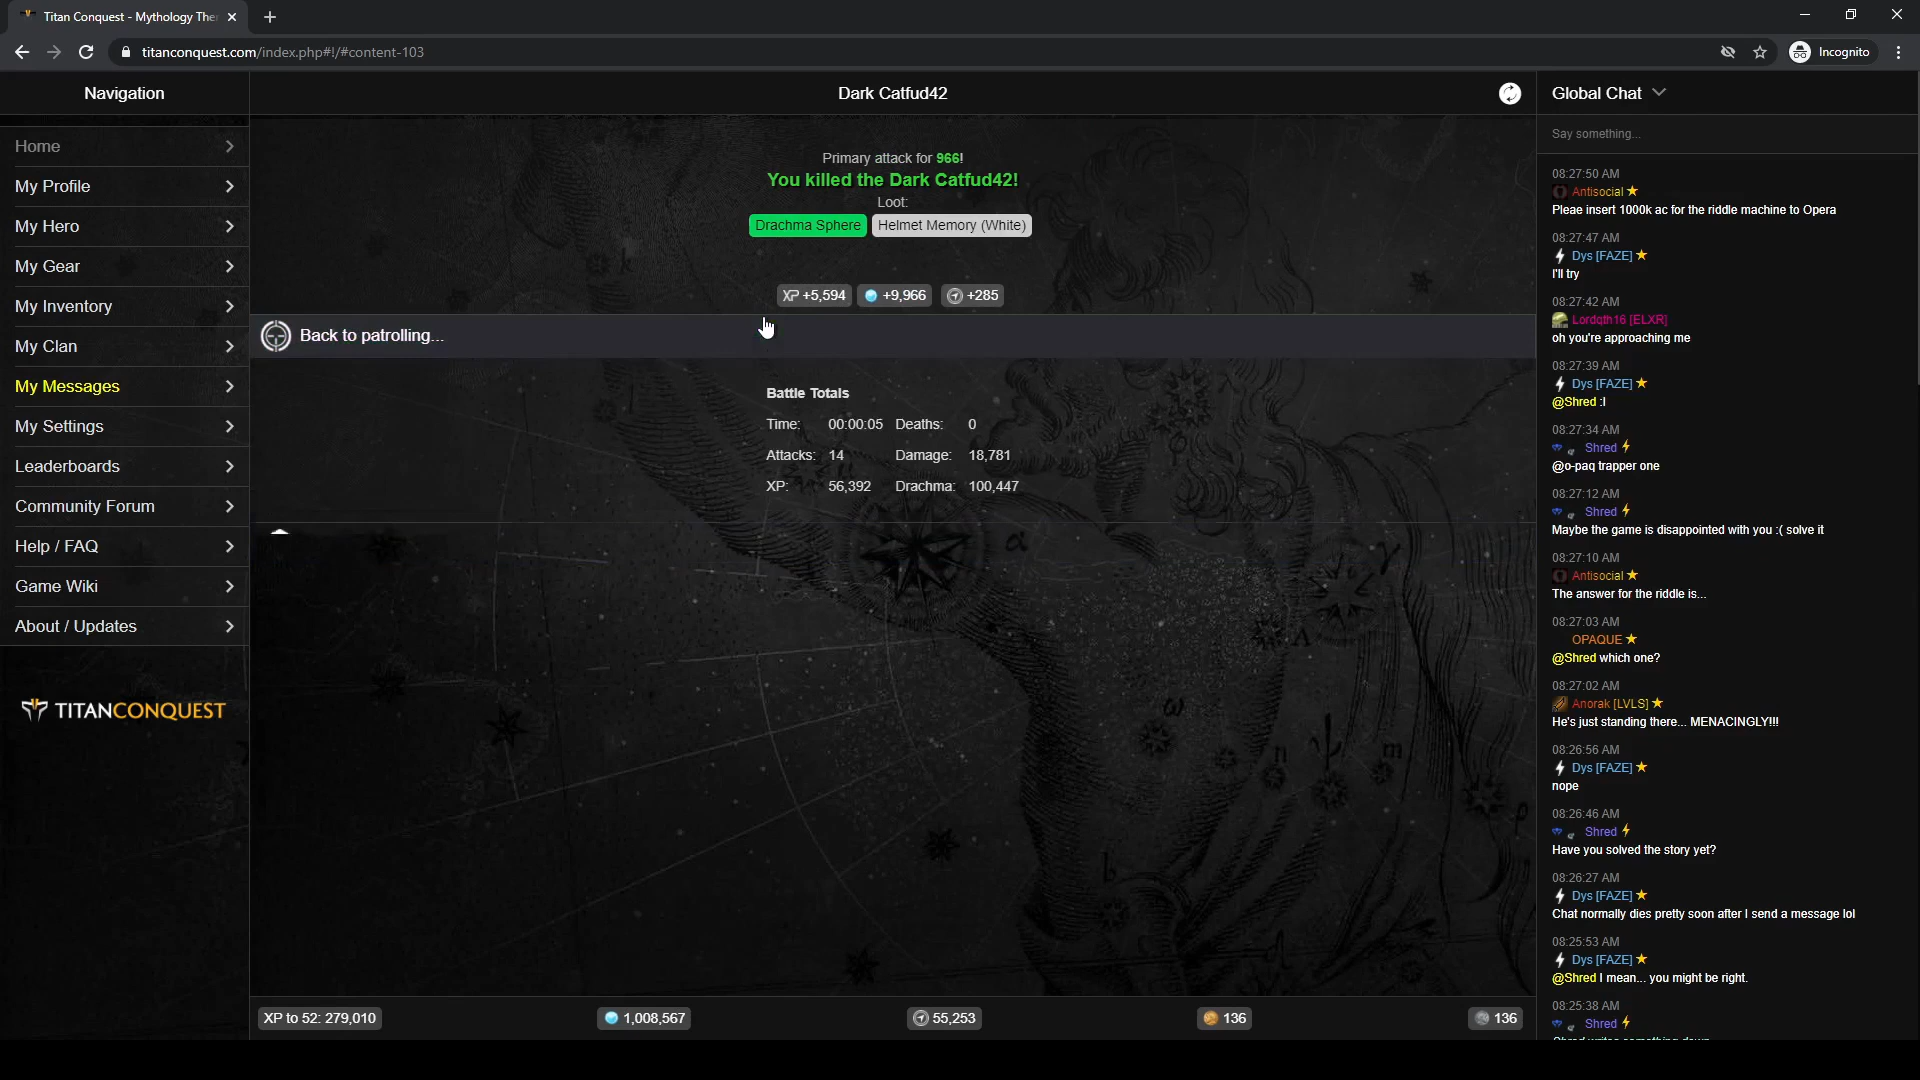 Titan Conquest - Mythology The
titanconquest.com/index.php#!/#content-103
Incognito
Navigation
Home
My Profile
My Hero
My Gear
My Inventory
My Clan
My Messages
My Settings
Leaderboards
Community Forum
Help / FAQ
Game Wiki
About / Updates
TITANCONQUEST
Dark Catfud42
Primary attack for 966!
You killed the Dark Catfud42!
Loot:
Drachma Sphere Helmet Memory (White)
XP +5,594 +9,966 +285
Back to patrolling...
Battle Totals
Time: 00:00:05 Deaths: 0
Attacks: 14 Damage: 18,781
XP: 56,392 Drachma: 100,447
XP to 52: 279,010 1,008,567 55,253 136 136
Global Chat
Say something...
08:27:50 AM
Antisocial
Pleae insert 1000k ac for the riddle machine to Opera
08:27:47 AM
Dys [FAZE]
I'll try
08:27:42 AM
Lordqth16 [ELXR]
oh you're approaching me
08:27:39 AM
Dys [FAZE]
@Shred :l
08:27:34 AM
Shred
@o-paq trapper one
08:27:12 AM
Shred
Maybe the game is disappointed with you :( solve it
08:27:10 AM
Antisocial
The answer for the riddle is...
08:27:03 AM
OPAQUE
@Shred which one?
08:27:02 AM
Anorak [LVLS]
He's just standing there... MENACINGLY!!!
08:26:56 AM
Dys [FAZE]
nope
08:26:46 AM
Shred
Have you solved the story yet?
08:26:27 AM
Dys [FAZE]
Chat normally dies pretty soon after I send a message lol
08:25:53 AM
Dys [FAZE]
@Shred I mean... you might be right.
08:25:38 AM
Shred